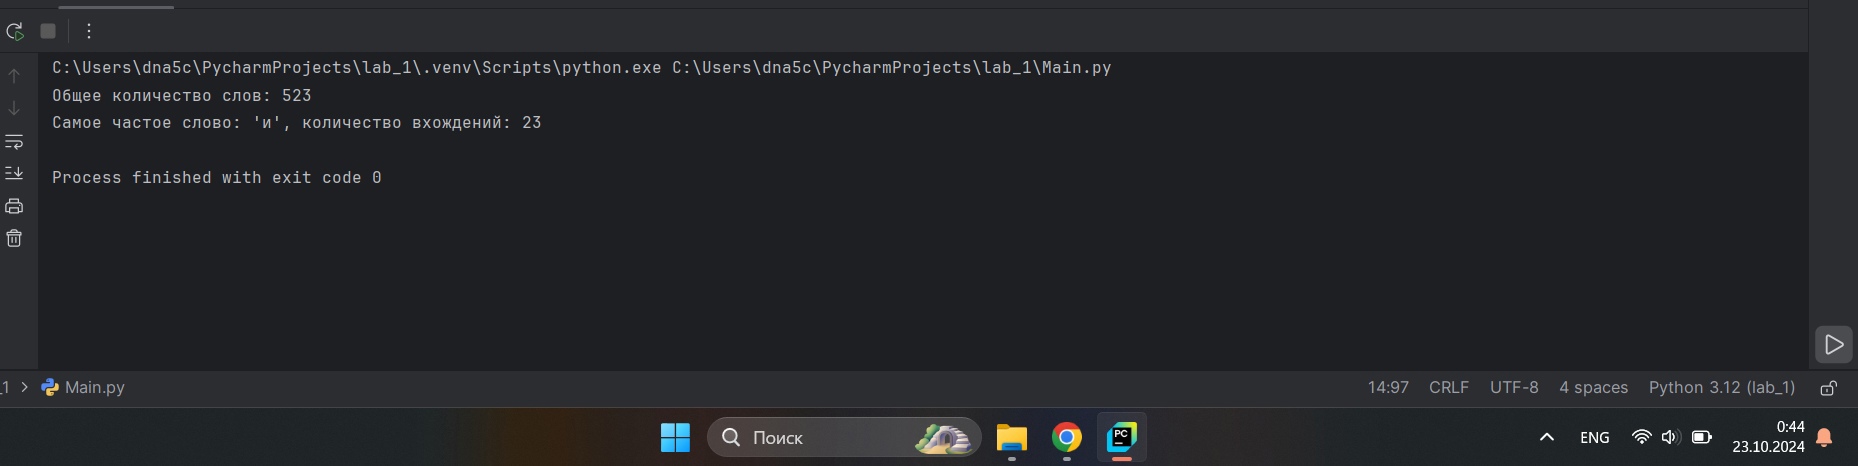 C:\Users\dna5c\PycharmProjects\lab_1\.venv\Scripts\python.exe C:\Users\dna5c\PycharmProjects\lab_1\Main.py
Общее количество слов: 523
Самое частое слово: 'и', количество вхождений: 23
Process finished with exit code 0
_1 > Main.py 14:97 CRLF UTF-8 4 spaces Python 3.12 (lab_1)
Поиск PC ENG 0:44
23.10.2024